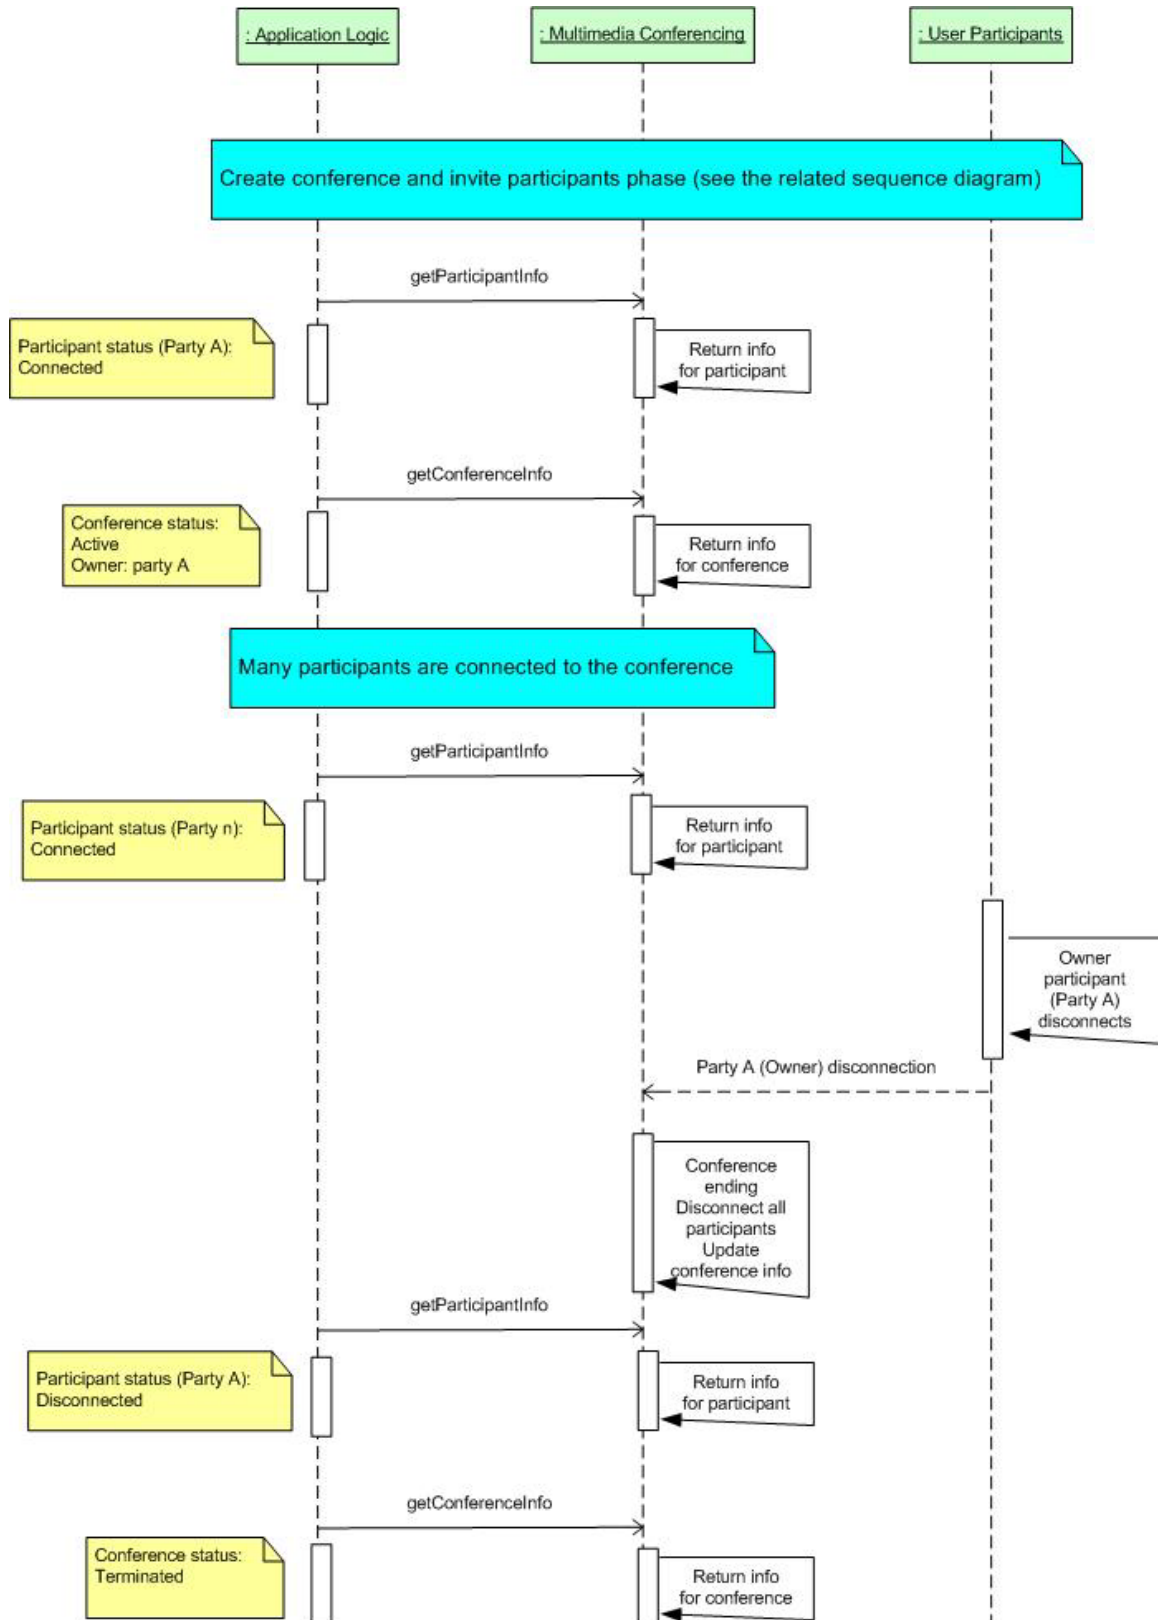 : Application Logic
: Multimedia Conferencing
: User Participants
Create conference and invite participants phase (see the related sequence diagram)
getParticipantInfo
Participant status (Party A):
Connected
Return info
for participant
getConferenceInfo
Conference status:
Active
Owner: party A
Return info
for conference
Many participants are connected to the conference
getParticipantInfo
Participant status (Party n):
Connected
Return info
for participant
Owner
participant
(Party A)
disconnects
Party A (Owner) disconnection
Conference
ending
Disconnect all
participants
Update
conference info
getParticipantInfo
Participant status (Party A):
Disconnected
Return info
for participant
getConferenceInfo
Conference status:
Terminated
Return info
for conference